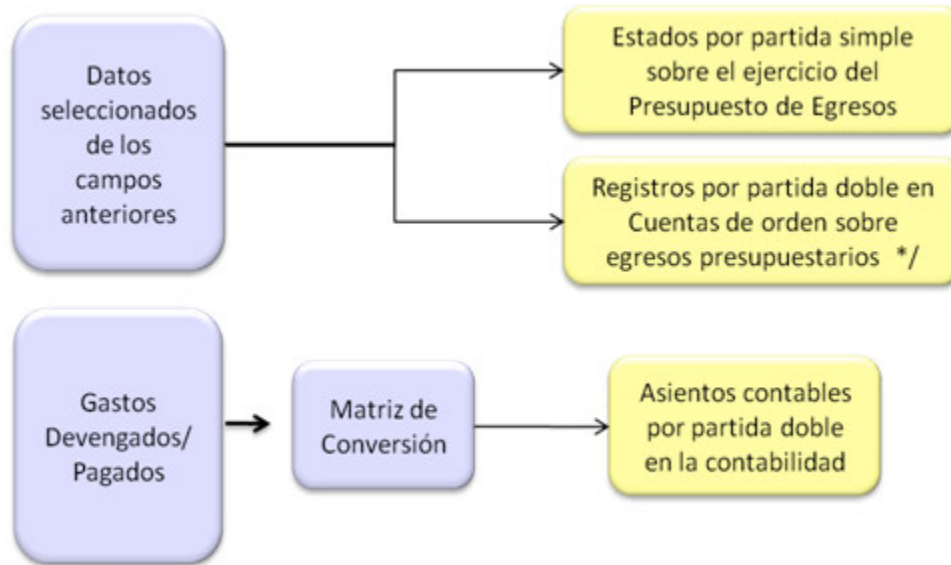 Datos
seleccionados
de los
campos
anteriores
Estados por partida simple
sobre el ejercicio del
Presupuesto de Egresos
Registros por partida doble en
Cuentas de orden sobre
egresos presupuestarios */
Gastos
Devengados/
Pagados
Matriz de
Conversión
Asientos contables
por partida doble
en la contabilidad